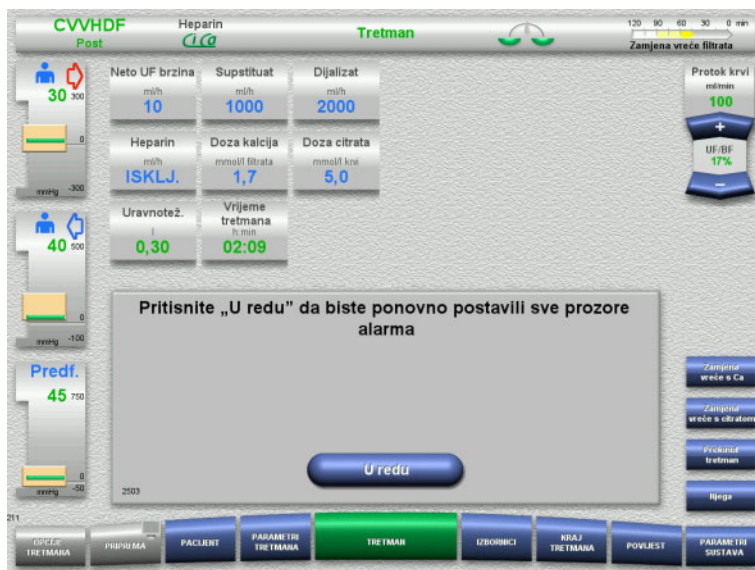 CVVHDF
Post
Heparin
Ci Ca
Tretman
120 90 60 30 0 min
Zamjena vreće filtrata
30 300
0
mmHg -300
40 500
0
mmHg -100
Predf.
45 750
0
mmHg -50
Neto UF brzina
ml/h
10
Supstituat
ml/h
1000
Dijalizat
ml/h
2000
Heparin
ml/h
ISKLJ.
Doza kalcija
mmol/l filtrata
1,7
Doza citrata
mmol/l krvi
5,0
Uravnotež.
l
0,30
Vrijeme
tretmana
h:min
02:09
Protok krvi
ml/min
100
+
UF/BF
17%
−
Pritisnite „U redu” da biste ponovno postavili sve prozore
alarma
U redu
2503
Zamjena
vreće s Ca
Zamjena
vreće s citratom
Prekinut
tretman
Njega
211
OPCIJE
TRETMANA
PRIPREMA
PACIJENT
PARAMETRI
TRETMANA
TRETMAN
IZBORNICI
KRAJ
TRETMANA
POVIJEST
PARAMETRI
SUSTAVA